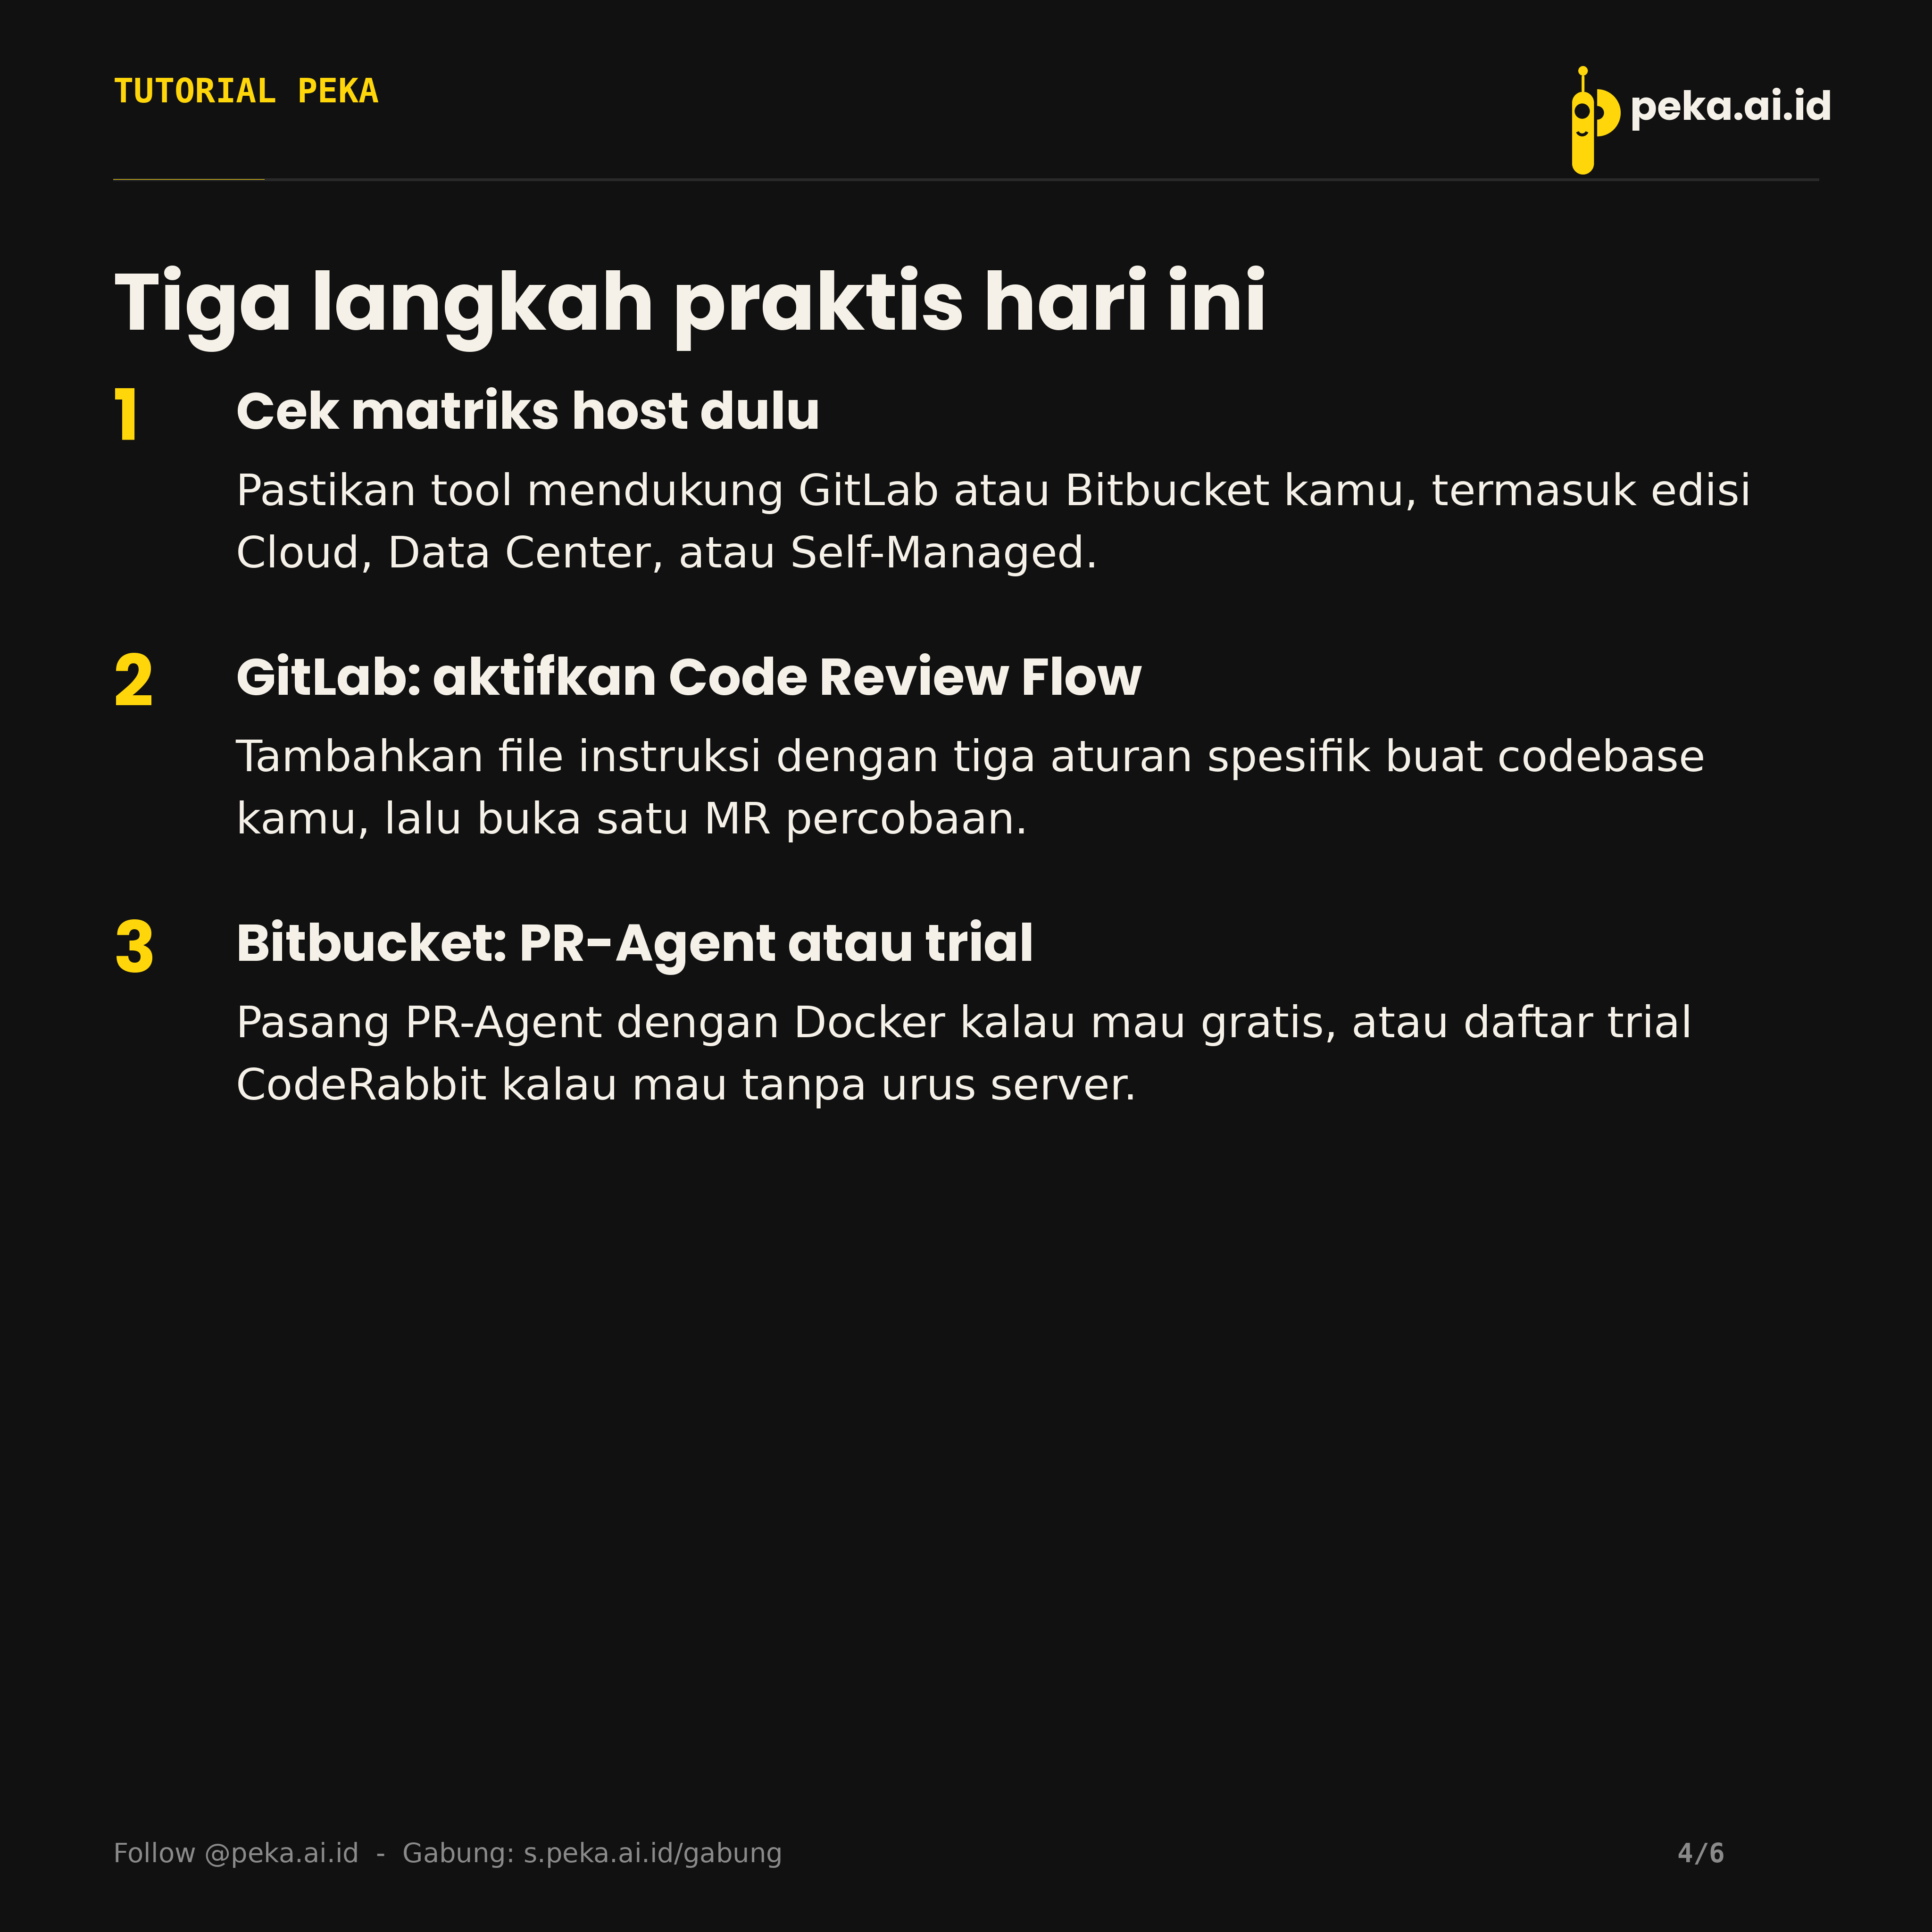 TUTORIAL PEKA
peka.ai.id
Tiga langkah praktis hari ini
1
Cek matriks host dulu
Pastikan tool mendukung GitLab atau Bitbucket kamu, termasuk edisi
Cloud, Data Center, atau Self-Managed.
2
GitLab: aktifkan Code Review Flow
Tambahkan file instruksi dengan tiga aturan spesifik buat codebase
kamu, lalu buka satu MR percobaan.
3
Bitbucket: PR-Agent atau trial
Pasang PR-Agent dengan Docker kalau mau gratis, atau daftar trial
CodeRabbit kalau mau tanpa urus server.
Follow @peka.ai.id - Gabung: s.peka.ai.id/gabung
4/6